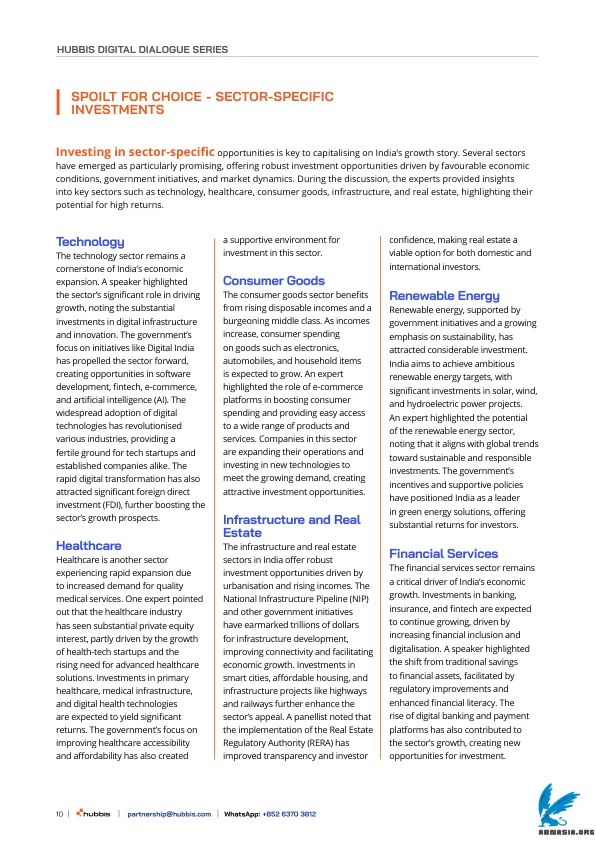 HUBBIS DIGITAL DIALOGUE SERIES
SPOILT FOR CHOICE - SECTOR-SPECIFIC
INVESTMENTS
Investing in sector-specific opportunities is key to capitalising on India's growth story. Several sectors
have emerged as particularly promising, offering robust investment opportunities driven by favourable economic
conditions, government initiatives, and market dynamics. During the discussion, the experts provided insights
into key sectors such as technology, healthcare, consumer goods, infrastructure, and real estate, highlighting their
potential for high returns.
Technology
The technology sector remains a
cornerstone of India's economic
expansion. A speaker highlighted
the sector's significant role in driving
growth, noting the substantial
investments in digital infrastructure
and innovation. The government's
focus on initiatives like Digital India
has propelled the sector forward,
creating opportunities in software
development, fintech, e-commerce,
and artificial intelligence (AI). The
widespread adoption of digital
technologies has revolutionised
various industries, providing a
fertile ground for tech startups and
established companies alike. The
rapid digital transformation has also
attracted significant foreign direct
investment (FDI), further boosting the
sector's growth prospects.
Healthcare
Healthcare is another sector
experiencing rapid expansion due
to increased demand for quality
medical services. One expert pointed
out that the healthcare industry
has seen substantial private equity
interest, partly driven by the growth
of health-tech startups and the
rising need for advanced healthcare
solutions. Investments in primary
healthcare, medical infrastructure,
and digital health technologies
are expected to yield significant
returns. The government's focus on
improving healthcare accessibility
and affordability has also created
a supportive environment for
investment in this sector.
Consumer Goods
The consumer goods sector benefits
from rising disposable incomes and a
burgeoning middle class. As incomes
increase, consumer spending
on goods such as electronics,
automobiles, and household items
is expected to grow. An expert
highlighted the role of e-commerce
platforms in boosting consumer
spending and providing easy access
to a wide range of products and
services. Companies in this sector
are expanding their operations and
investing in new technologies to
meet the growing demand, creating
attractive investment opportunities.
Infrastructure and Real
Estate
The infrastructure and real estate
sectors in India offer robust
investment opportunities driven by
urbanisation and rising incomes. The
National Infrastructure Pipeline (NIP)
and other government initiatives
have earmarked trillions of dollars
for infrastructure development,
improving connectivity and facilitating
economic growth. Investments in
smart cities, affordable housing, and
infrastructure projects like highways
and railways further enhance the
sector's appeal. A panellist noted that
the implementation of the Real Estate
Regulatory Authority (RERA) has
improved transparency and investor
confidence, making real estate a
viable option for both domestic and
international investors.
Renewable Energy
Renewable energy, supported by
government initiatives and a growing
emphasis on sustainability, has
attracted considerable investment.
India aims to achieve ambitious
renewable energy targets, with
significant investments in solar, wind,
and hydroelectric power projects.
An expert highlighted the potential
of the renewable energy sector,
noting that it aligns with global trends
toward sustainable and responsible
investments. The government's
incentives and supportive policies
have positioned India as a leader
in green energy solutions, offering
substantial returns for investors.
Financial Services
The financial services sector remains
a critical driver of India's economic
growth. Investments in banking,
insurance, and fintech are expected
to continue growing, driven by
increasing financial inclusion and
digitalisation. A speaker highlighted
the shift from traditional savings
to financial assets, facilitated by
regulatory improvements and
enhanced financial literacy. The
rise of digital banking and payment
platforms has also contributed to
the sector's growth, creating new
opportunities for investment.
10 | hubbis | partnership@hubbis.com | WhatsApp: +852 6370 3812
ABNASIA.ORG